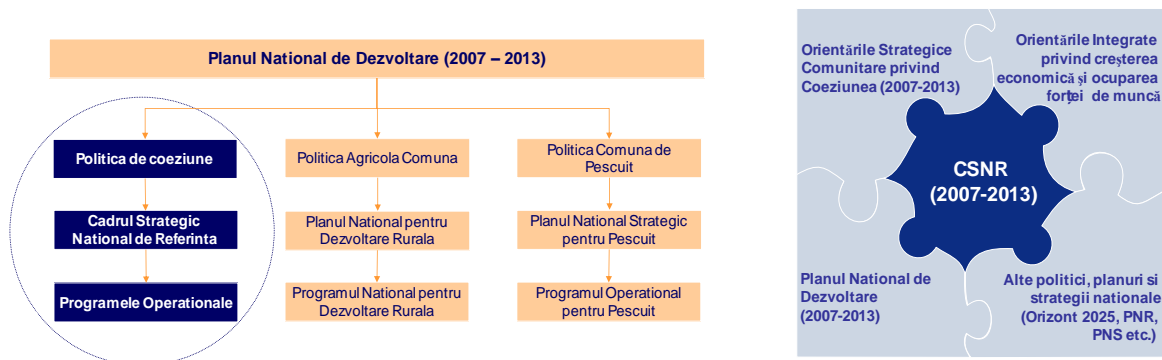 Planul National de Dezvoltare (2007 – 2013)
Politica de coeziune
Politica Agricola Comuna
Politica Comuna de
Pescuit
Cadrul Strategic
National de Referinta
Planul National pentru
Dezvoltare Rurala
Planul National Strategic
pentru Pescuit
Programele Operationale
Programul National pentru
Dezvoltare Rurala
Programul Operational
pentru Pescuit
Orientările Strategice
Comunitare privind
Coeziunea (2007-2013)
Orientările Integrate
privind creşterea
economică şi ocuparea
forţei de muncă
CSNR
(2007-2013)
Planul National de
Dezvoltare
(2007-2013)
Alte politici, planuri si
strategii nationale
(Orizont 2025, PNR,
PNS etc.)